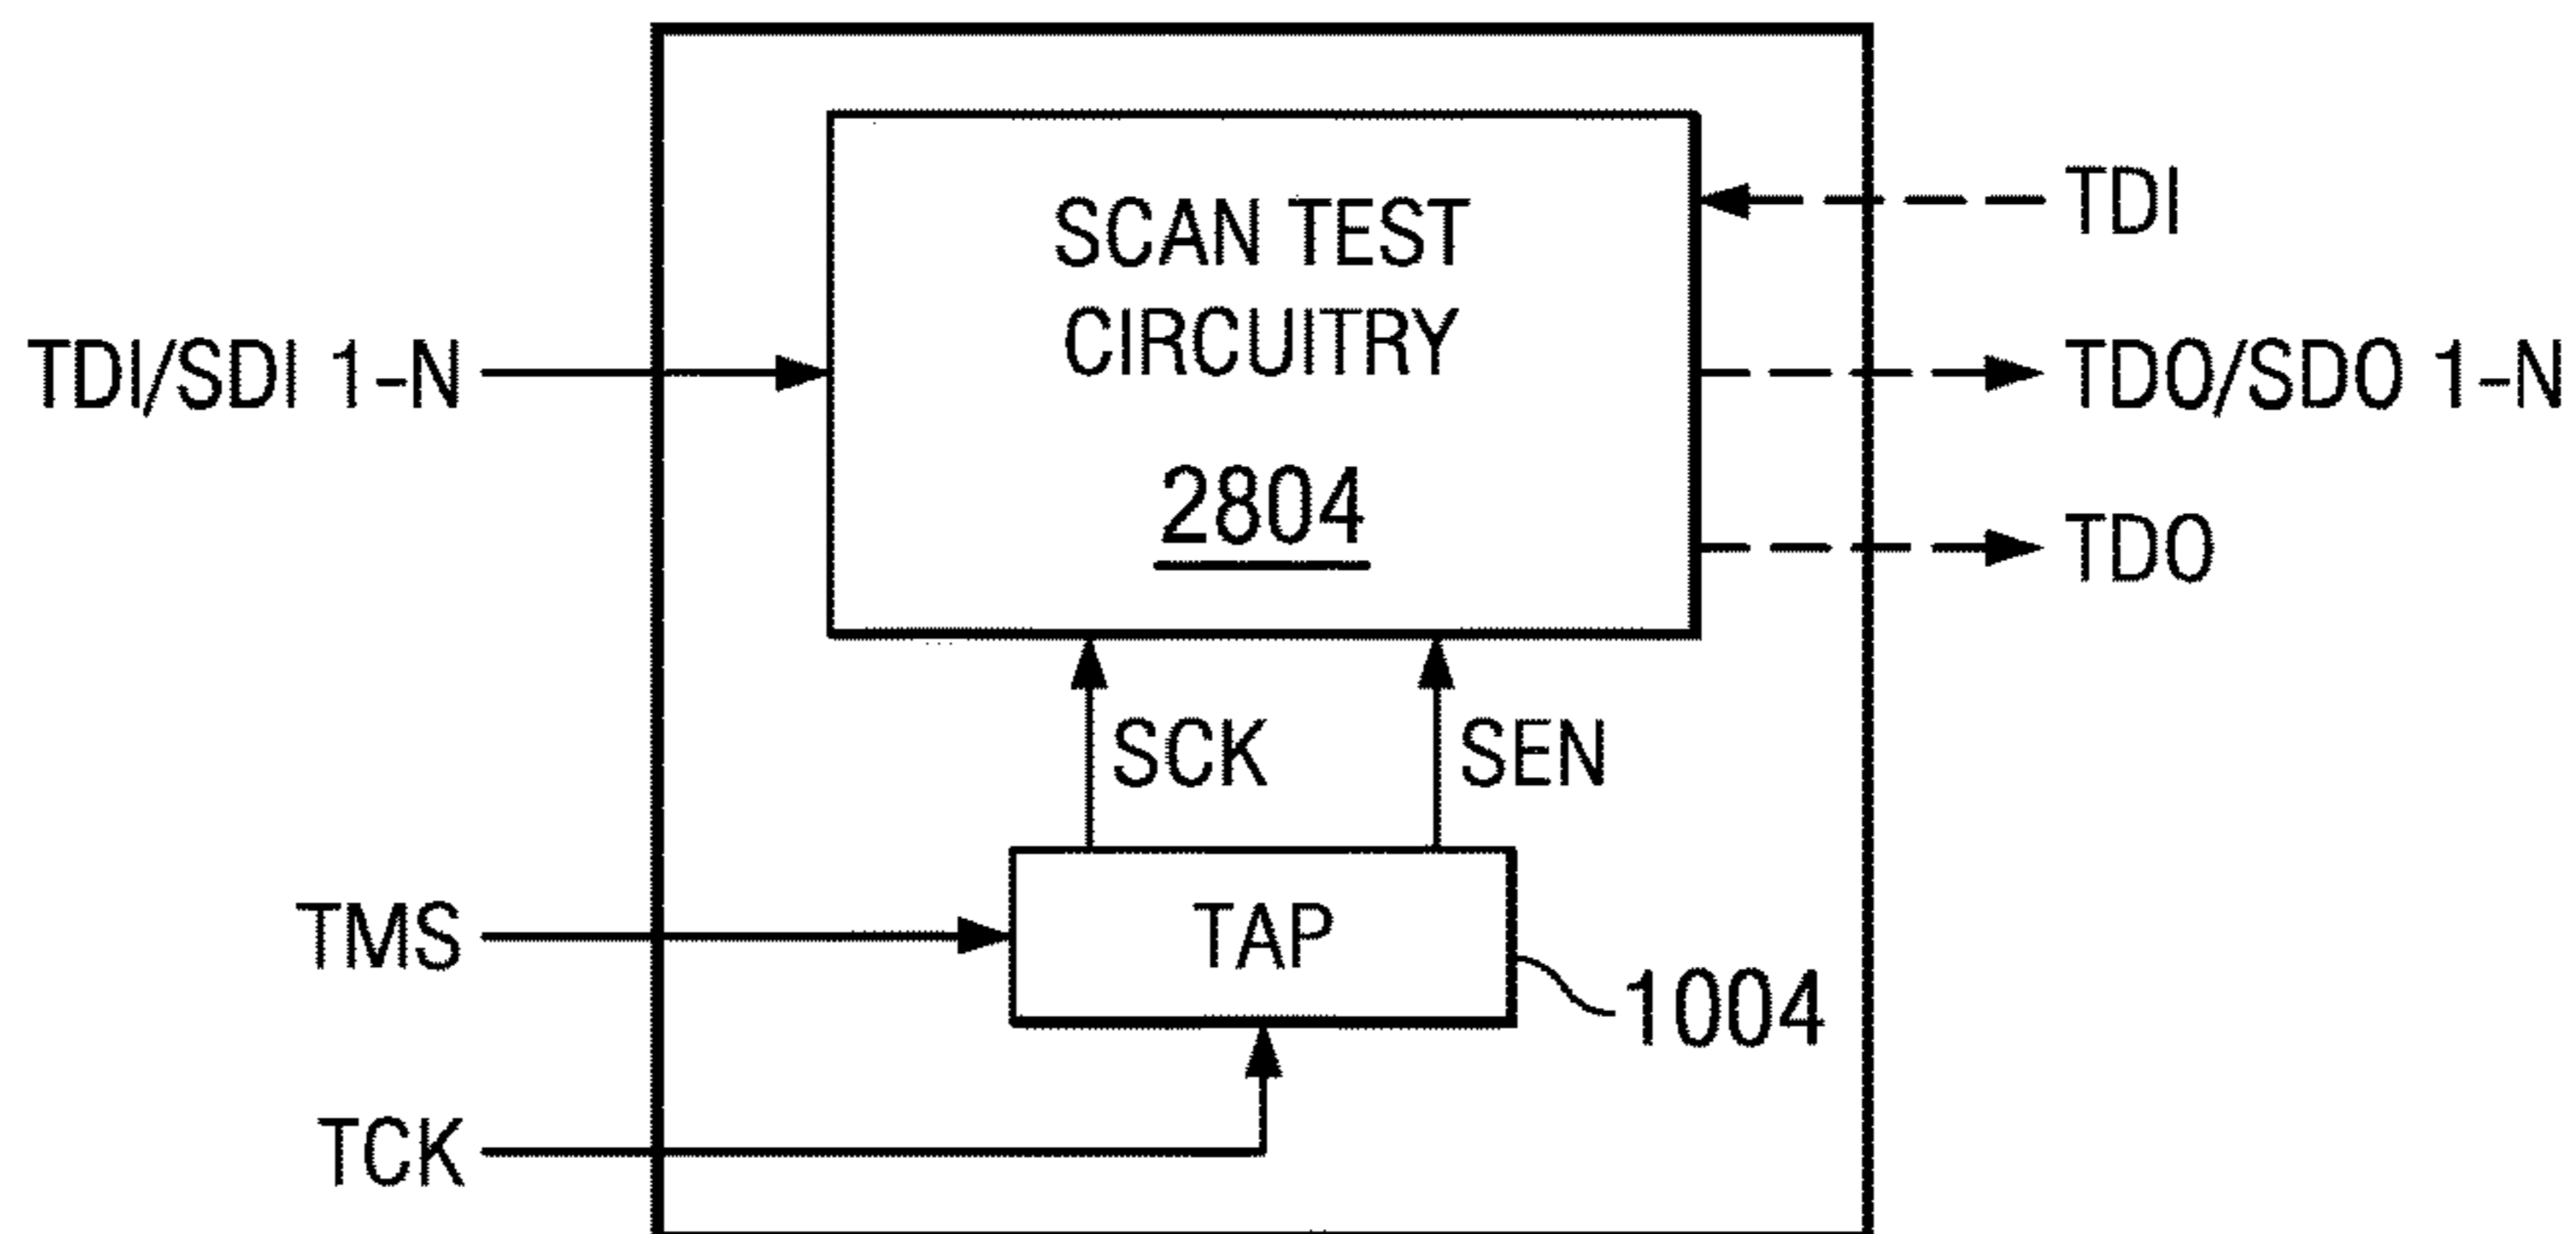 SCAN TEST
CIRCUITRY
2804
TDI
TDI/SDI 1-N
TDO/SDO 1-N
TDO
SCK
SEN
TMS
TAP
1004
TCK